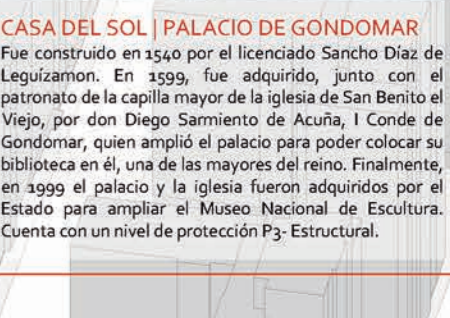 CASA DEL SOL | PALACIO DE GONDOMAR
Fue construido en 1540 por el licenciado Sancho Díaz de
Leguízamon. En 1599, fue adquirido, junto con el
patronato de la capilla mayor de la iglesia de San Benito el
Viejo, por don Diego Sarmiento de Acuña, I Conde de
Gondomar, quien amplió el palacio para poder colocar su
biblioteca en él, una de las mayores del reino. Finalmente,
en 1999 el palacio y la iglesia fueron adquiridos por el
Estado para ampliar el Museo Nacional de Escultura.
Cuenta con un nivel de protección P3- Estructural.